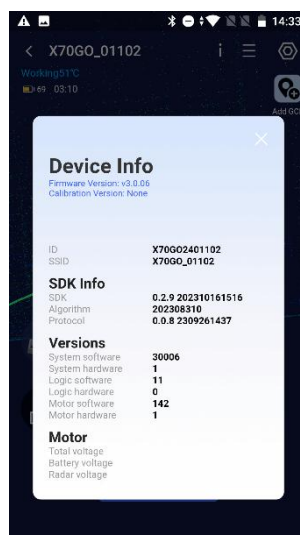 14:33
X70GO_01102
Working51℃
69 03:10
Add GC
Device Info
Firmware Version: v3.0.06
Calibration Version: None
ID X70GO2401102
SSID X70GO_01102
SDK Info
SDK 0.2.9 202310161516
Algorithm 202308310
Protocol 0.0.8 2309261437
Versions
System software 30006
System hardware 1
Logic software 11
Logic hardware 0
Motor software 142
Motor hardware 1
Motor
Total voltage
Battery voltage
Radar voltage